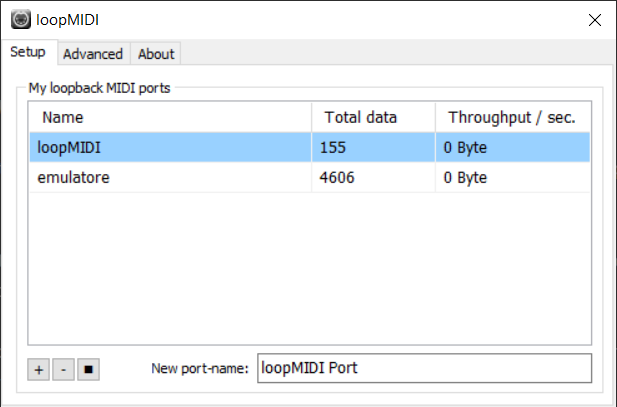 loopMIDI
Setup Advanced About
My loopback MIDI ports
Name Total data Throughput / sec.
loopMIDI 155 0 Byte
emulatore 4606 0 Byte
+ - ■ New port-name: loopMIDI Port